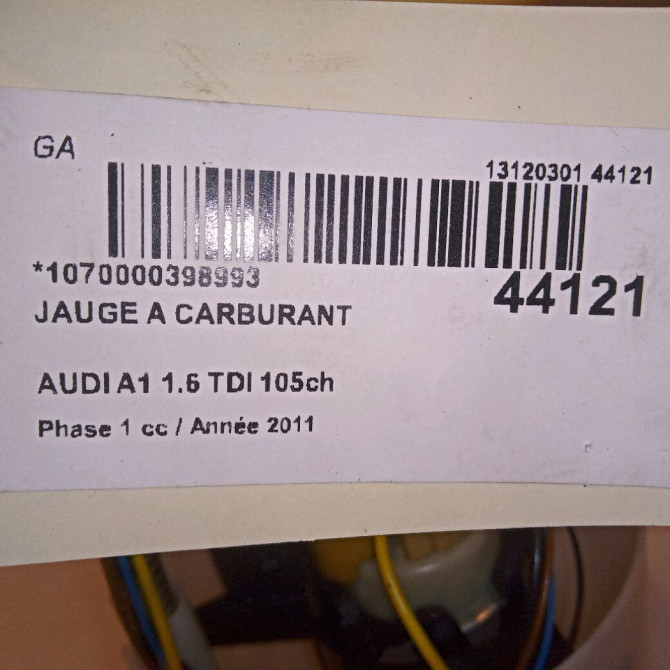 GA
13120301 44121
*1070000398993
44121
JAUGE A CARBURANT
AUDI A1 1.6 TDI 105ch
Phase 1 cc / Année 2011